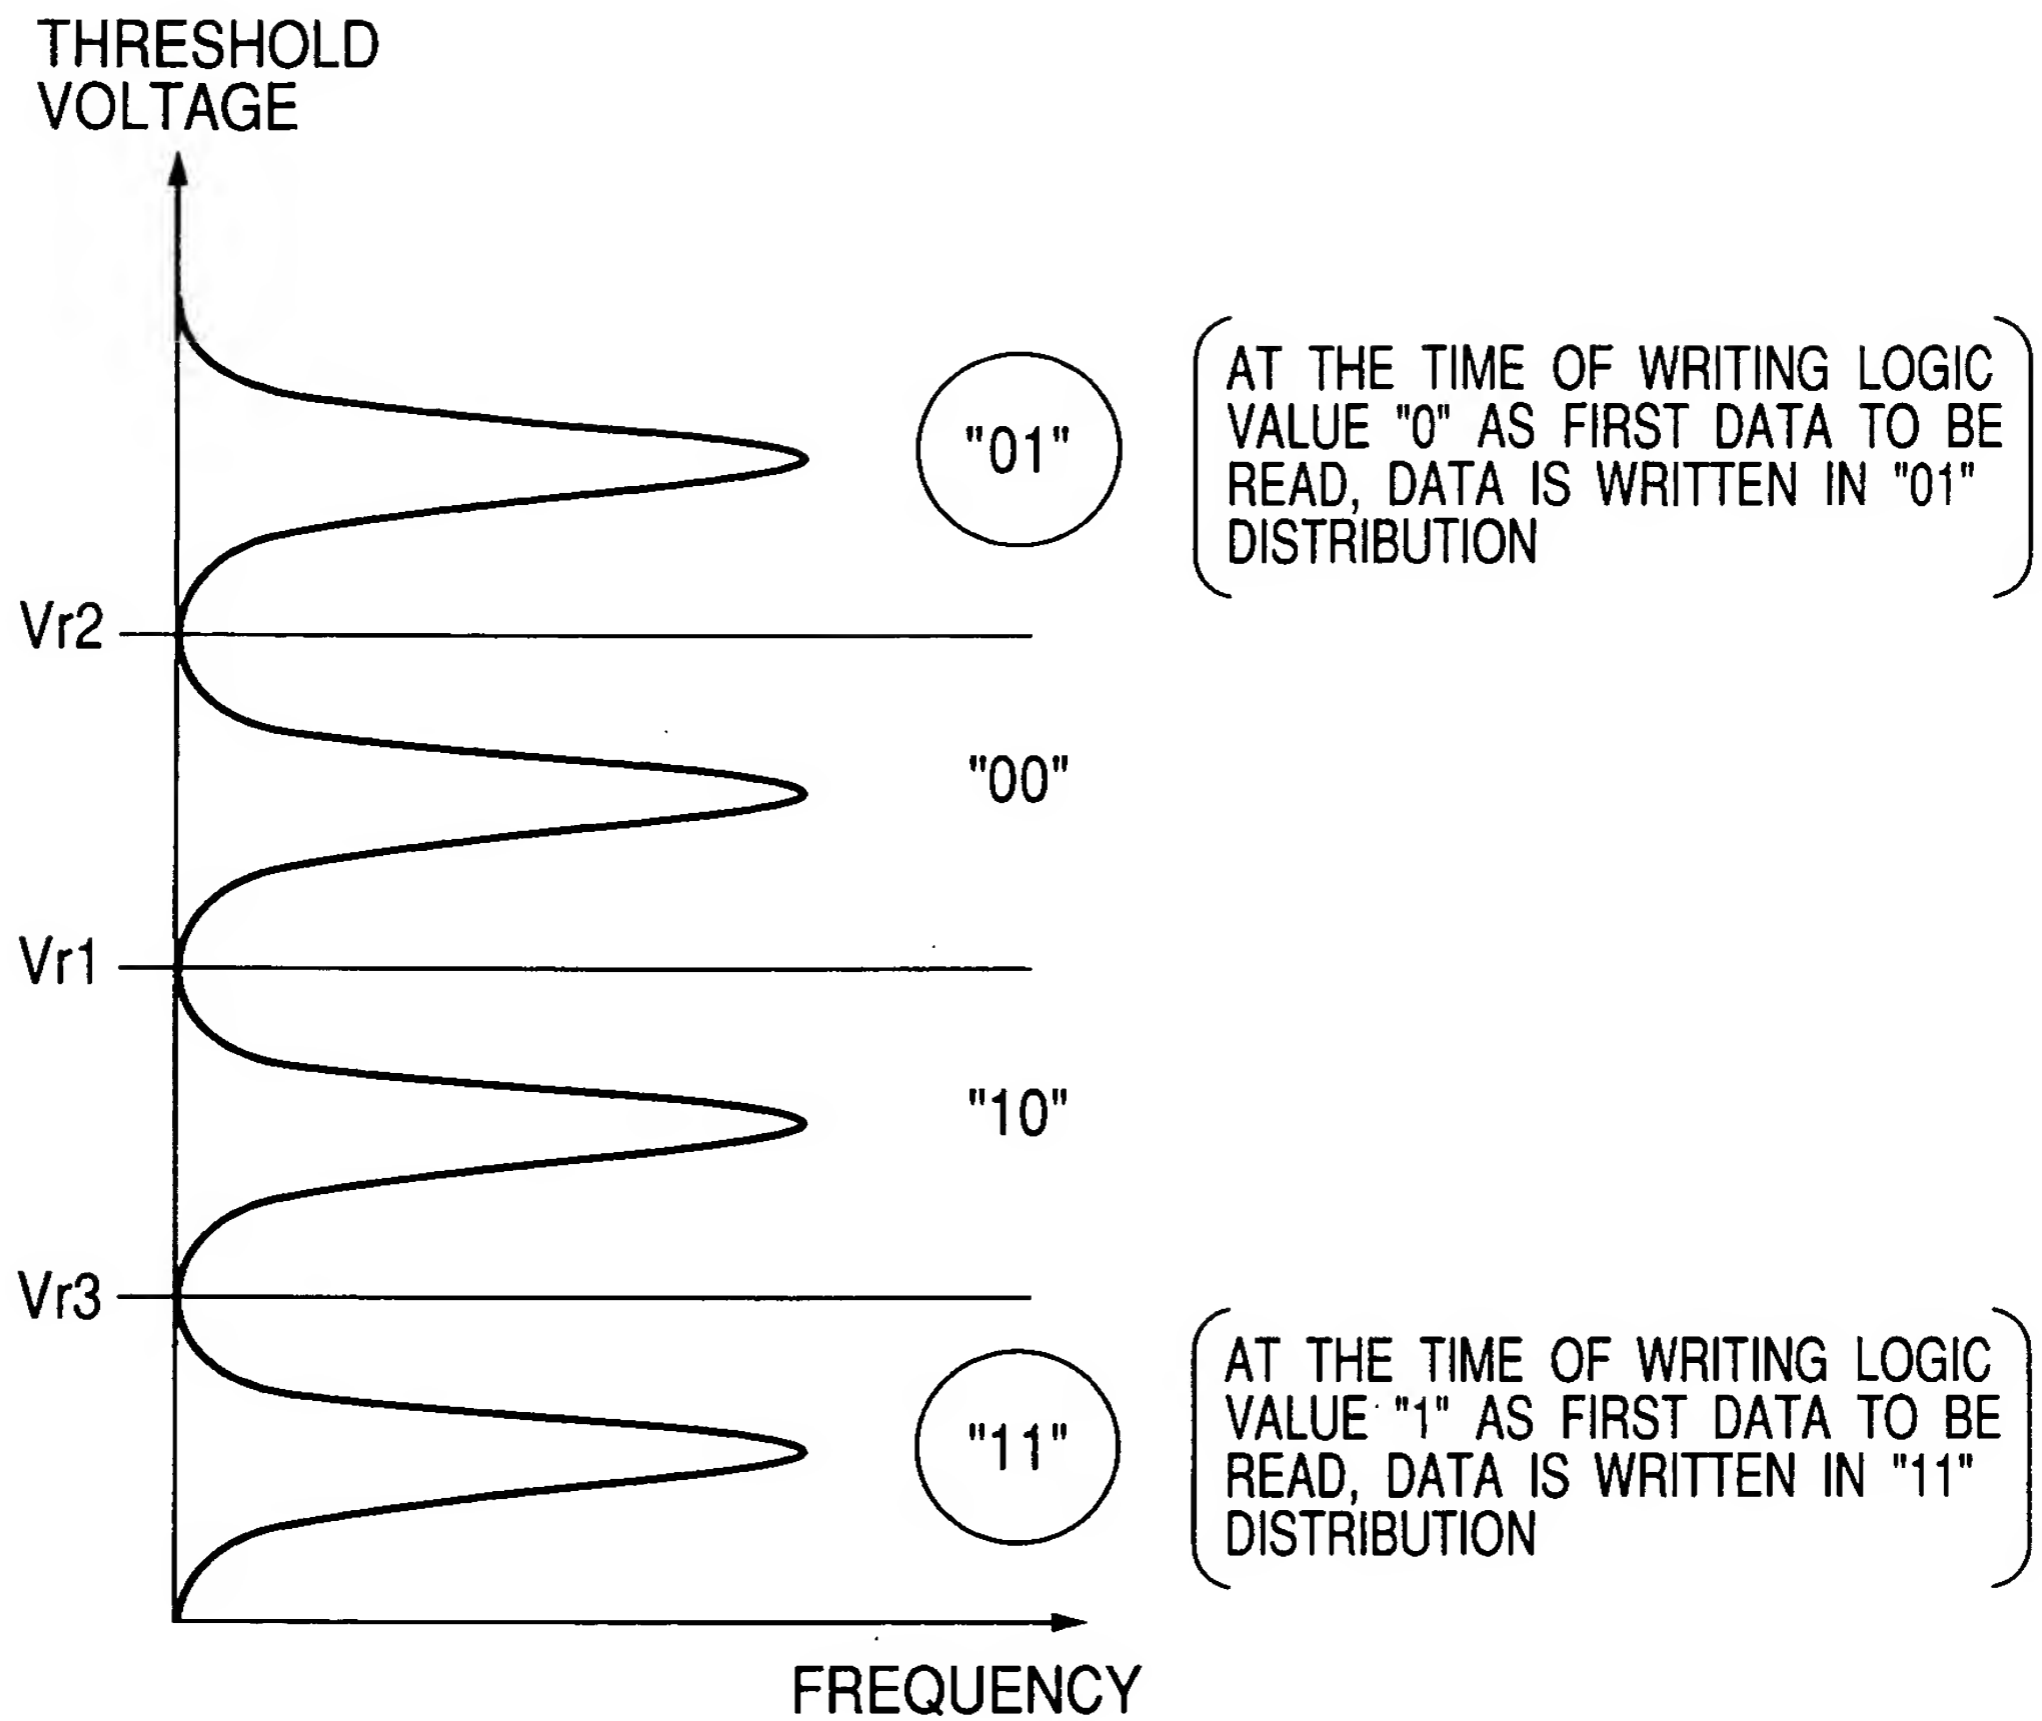 THRESHOLD
VOLTAGE
"01"
AT THE TIME OF WRITING LOGIC
VALUE "0" AS FIRST DATA TO BE
READ, DATA IS WRITTEN IN "01"
DISTRIBUTION
Vr2
"00"
Vr1
"10"
Vr3
"11"
AT THE TIME OF WRITING LOGIC
VALUE "1" AS FIRST DATA TO BE
READ, DATA IS WRITTEN IN "11"
DISTRIBUTION
FREQUENCY